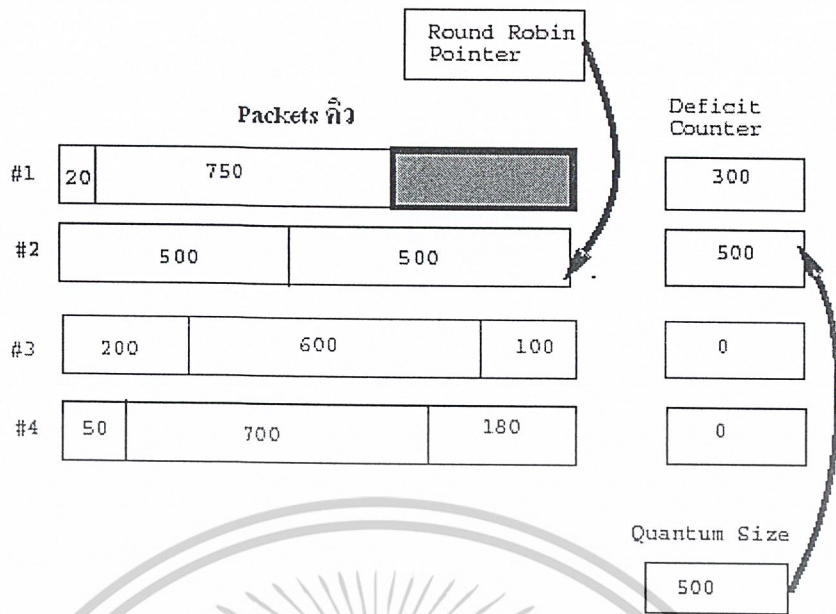 Round Robin
Pointer
Packets คิว
Deficit
Counter
#1 20 750 300
#2 500 500 500
#3 200 600 100 0
#4 50 700 180 0
Quantum Size
500